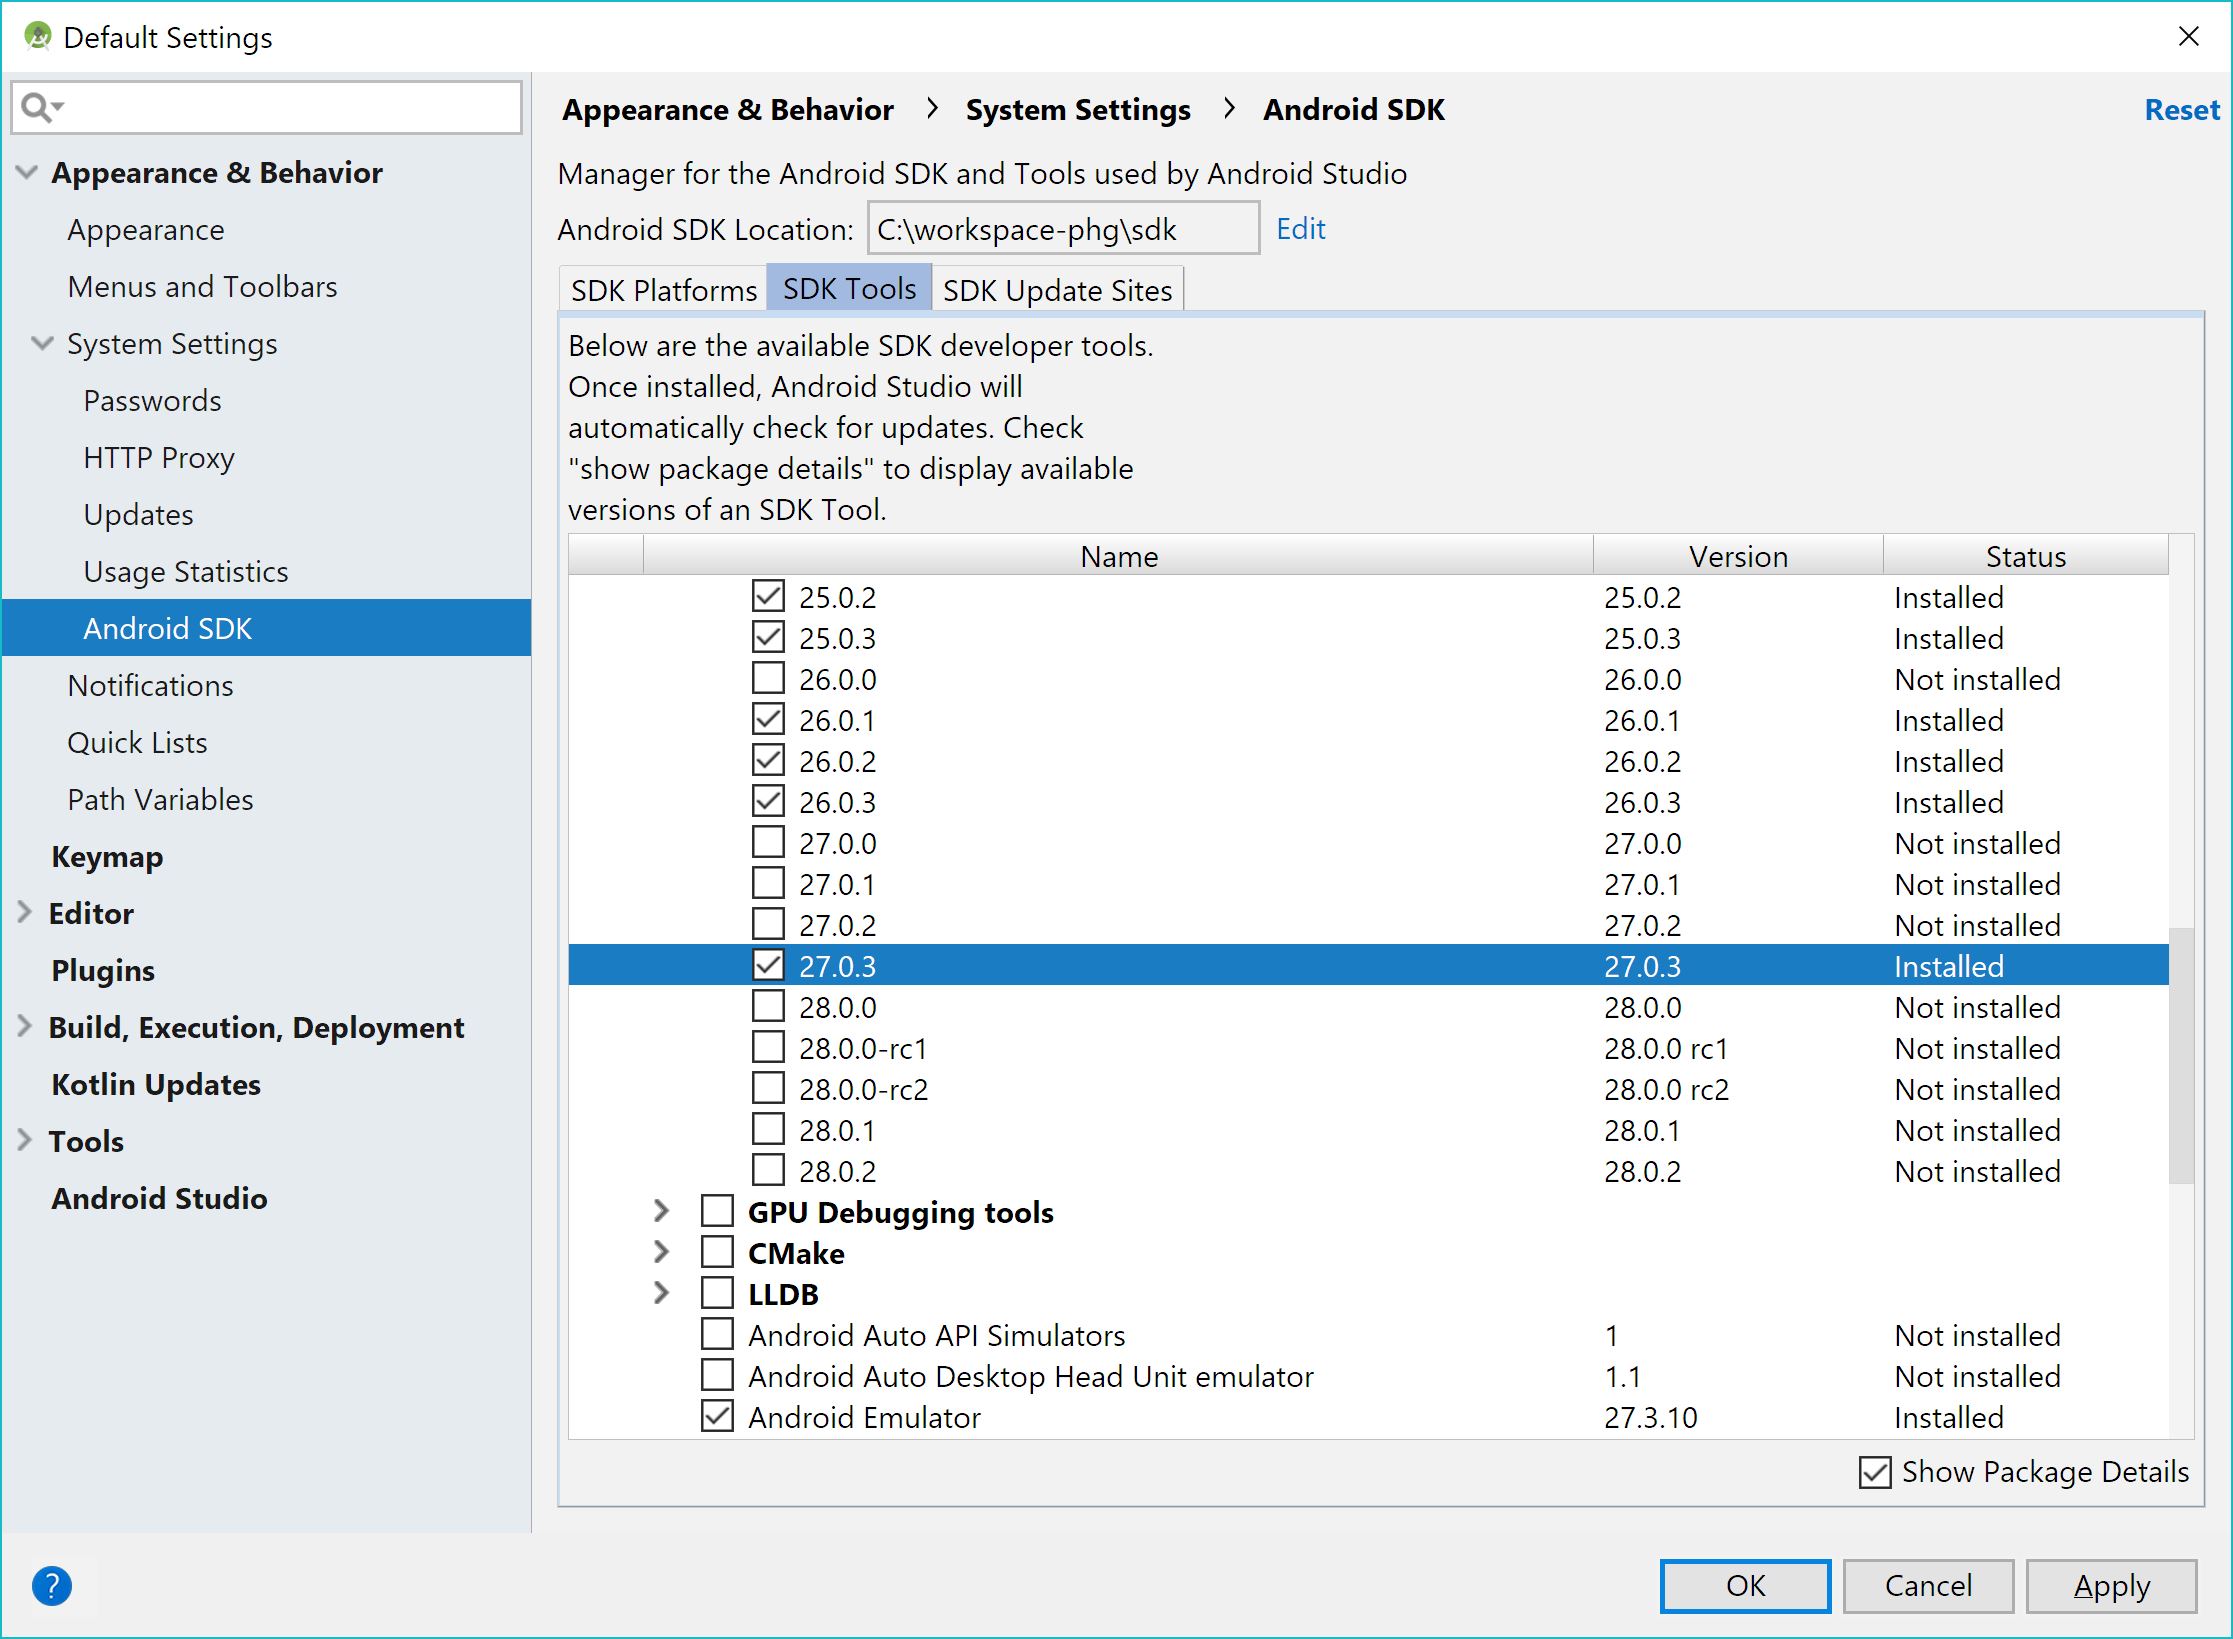 Default Settings
Appearance & Behavior
Appearance
Menus and Toolbars
System Settings
Passwords
HTTP Proxy
Updates
Usage Statistics
Android SDK
Notifications
Quick Lists
Path Variables
Keymap
Editor
Plugins
Build, Execution, Deployment
Kotlin Updates
Tools
Android Studio
Appearance & Behavior › System Settings › Android SDK Reset
Manager for the Android SDK and Tools used by Android Studio
Android SDK Location: C:\workspace-phg\sdk Edit
SDK Platforms SDK Tools SDK Update Sites
Below are the available SDK developer tools.
Once installed, Android Studio will
automatically check for updates. Check
"show package details" to display available
versions of an SDK Tool.
Name Version Status
25.0.2 25.0.2 Installed
25.0.3 25.0.3 Installed
26.0.0 26.0.0 Not installed
26.0.1 26.0.1 Installed
26.0.2 26.0.2 Installed
26.0.3 26.0.3 Installed
27.0.0 27.0.0 Not installed
27.0.1 27.0.1 Not installed
27.0.2 27.0.2 Not installed
27.0.3 27.0.3 Installed
28.0.0 28.0.0 Not installed
28.0.0-rc1 28.0.0 rc1 Not installed
28.0.0-rc2 28.0.0 rc2 Not installed
28.0.1 28.0.1 Not installed
28.0.2 28.0.2 Not installed
GPU Debugging tools
CMake
LLDB
Android Auto API Simulators 1 Not installed
Android Auto Desktop Head Unit emulator 1.1 Not installed
Android Emulator 27.3.10 Installed
Show Package Details
? OK Cancel Apply